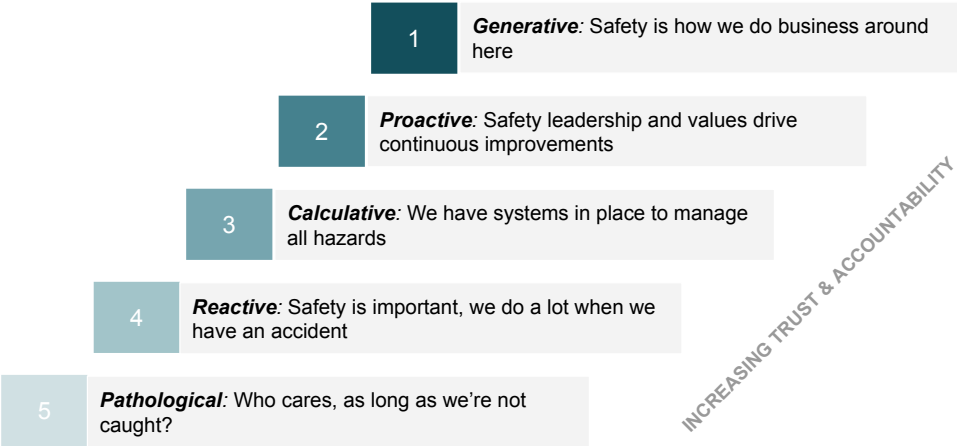 1
Generative: Safety is how we do business around
here
2
Proactive: Safety leadership and values drive
continuous improvements
3
Calculative: We have systems in place to manage
all hazards
4
Reactive: Safety is important, we do a lot when we
have an accident
5
Pathological: Who cares, as long as we’re not
caught?
INCREASING TRUST & ACCOUNTABILITY